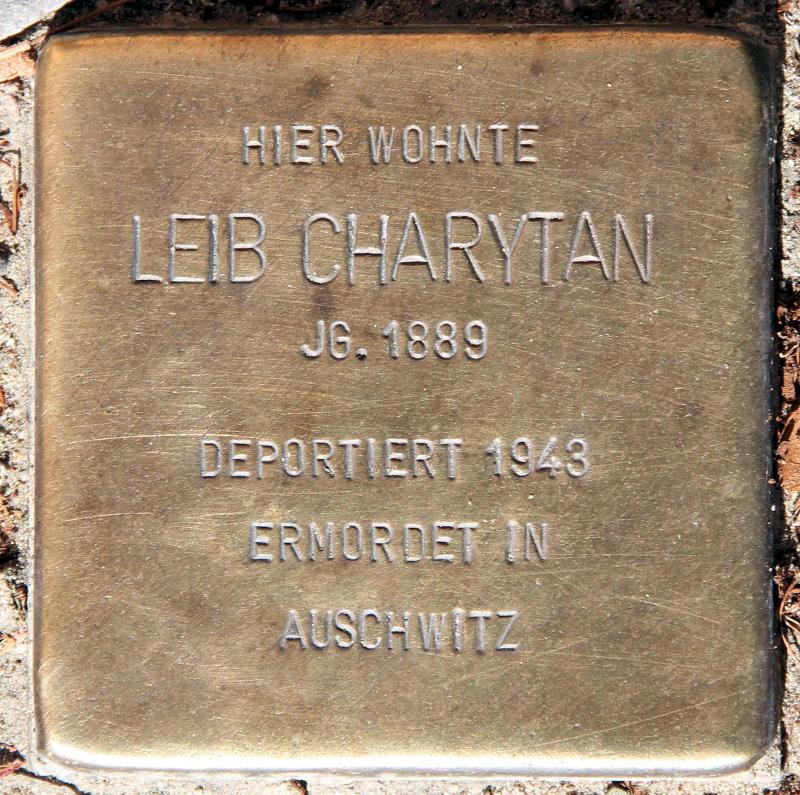 HIER WOHNTE
LEIB CHARYTAN
JG. 1889
DEPORTIERT 1943
ERMORDET IN
AUSCHWITZ